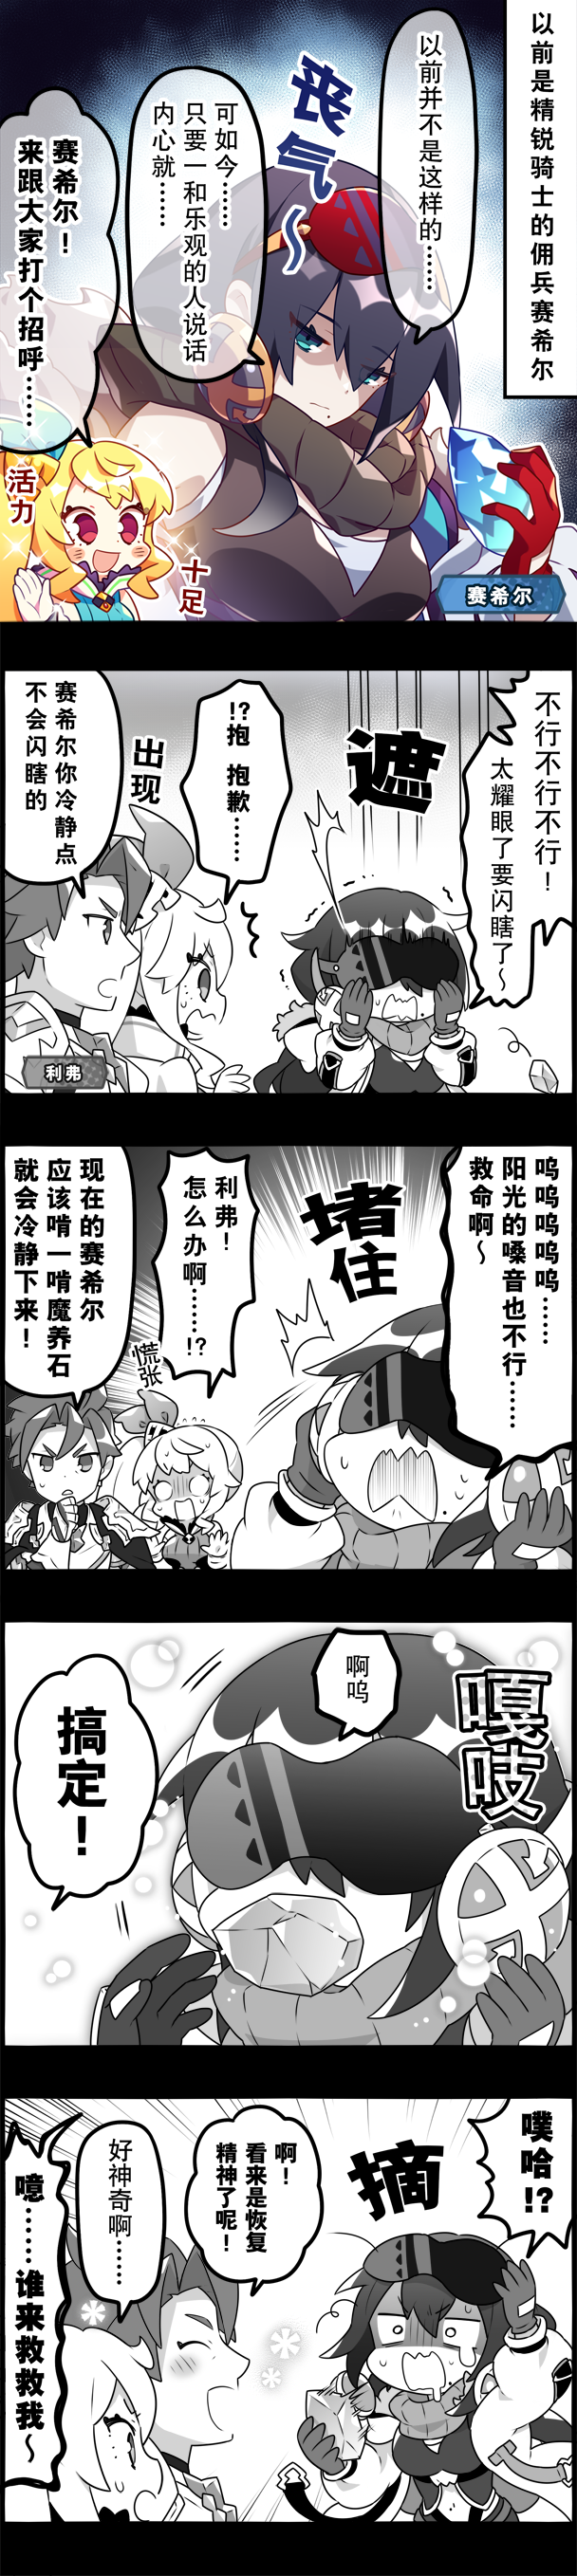 以前是精锐骑士的佣兵赛希尔
以前并不是这样的……
丧气～
可如今……
只要一和乐观的人说话
内心就……
赛希尔！
来跟大家打个招呼……
活力
十足
赛希尔
不行不行不行！
太耀眼了要闪瞎了～
遮
!?抱 抱歉……
出现
赛希尔你冷静点
不会闪瞎的
利弗
呜呜呜呜呜……
阳光的嗓音也不行……
救命啊～
堵住
利弗！
怎么办啊……!?
慌张
现在的赛希尔
应该啃一啃魔养石
就会冷静下来！
嘎吱
啊呜
搞定！
噗哈!?
摘
啊！
看来是恢复
精神了呢！
好神奇啊……
噫……谁来救救我～